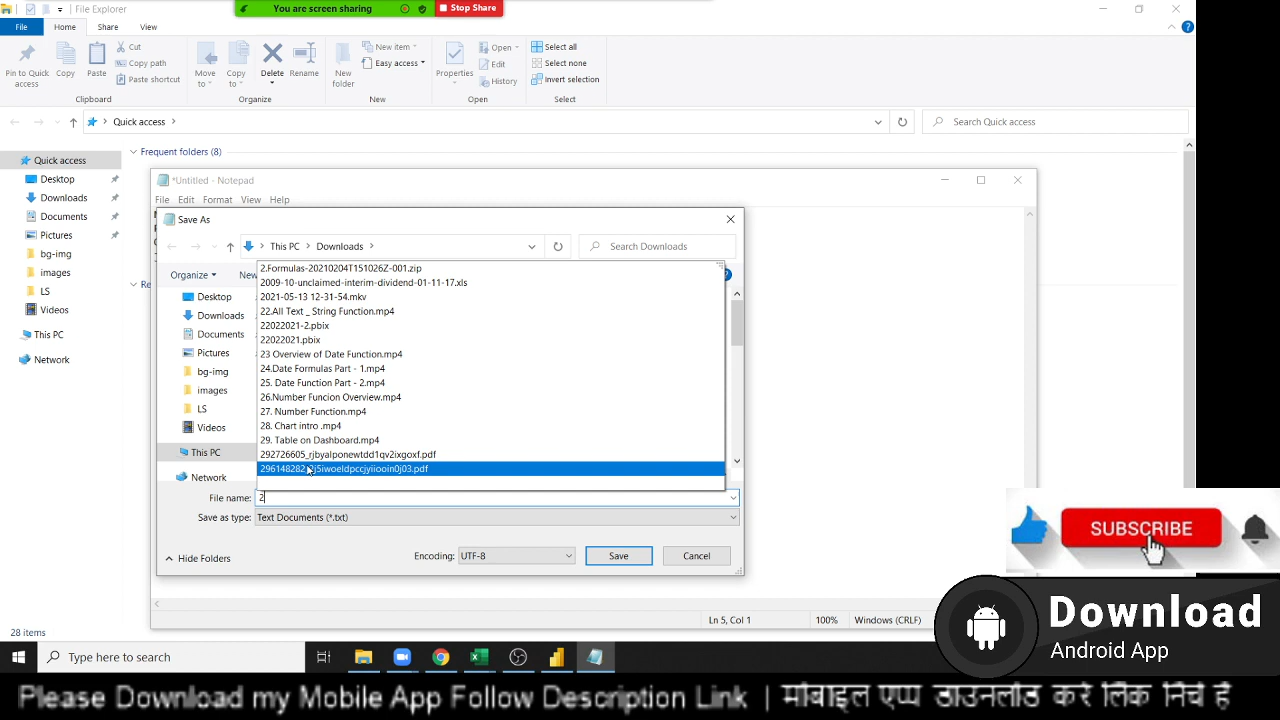 File Explorer
You are screen sharing
Stop Share
File
Home
Share
View
Pin to Quick access
Copy
Paste
Cut
Copy path
Paste shortcut
Move to
Copy to
Delete
Rename
New folder
New item
Easy access
Properties
Open
Edit
History
Select all
Select none
Invert selection
Clipboard
Organize
New
Open
Select
Quick access
Search Quick access
Quick access
Desktop
Downloads
Documents
Pictures
bg-img
images
LS
Videos
This PC
Network
Frequent folders (8)
Re
*Untitled - Notepad
File Edit Format View Help
Save As
This PC
Downloads
Search Downloads
Organize
New
Desktop
Downloads
Documents
Pictures
bg-img
images
LS
Videos
This PC
Network
2.Formulas-20210204T151026Z-001.zip
2009-10-unclaimed-interim-dividend-01-11-17.xls
2021-05-13 12-31-54.mkv
22.All Text _ String Function.mp4
22022021-2.pbix
22022021.pbix
23 Overview of Date Function.mp4
24.Date Formulas Part - 1.mp4
25. Date Function Part - 2.mp4
26.Number Funcion Overview.mp4
27. Number Function.mp4
28. Chart intro .mp4
29. Table on Dashboard.mp4
292726605_rjbyalponewtdd1qv2ixgoxf.pdf
File name: 2
Save as type: Text Documents (*.txt)
Hide Folders
Encoding: UTF-8
Save
Cancel
Ln 5, Col 1
100%
Windows (CRLF)
28 items
Type here to search
SUBSCRIBE
Download
Android App
Please Download my Mobile App Follow Description Link | मोबाइल एप्प डाउनलोड करे लिंक निचे है